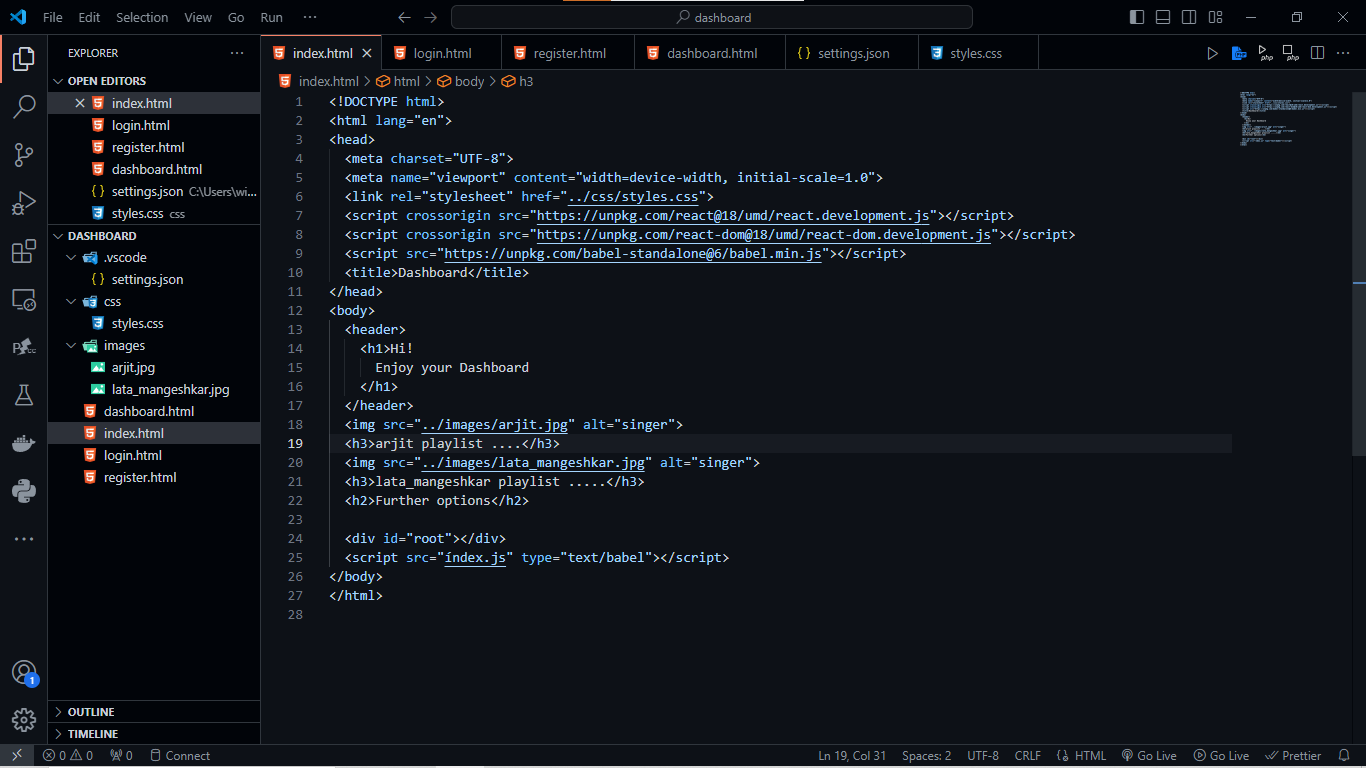 File Edit Selection View Go Run ··· dashboard
EXPLORER ···
OPEN EDITORS
index.html
login.html
register.html
dashboard.html
{} settings.json C:\Users\wi...
styles.css css
DASHBOARD
.vscode
{} settings.json
css
styles.css
images
arjit.jpg
lata_mangeshkar.jpg
dashboard.html
index.html
login.html
register.html
OUTLINE
TIMELINE
1
index.html login.html register.html dashboard.html {} settings.json styles.css php php ···
index.html > html > body > h3
1 <!DOCTYPE html>
2 <html lang="en">
3 <head>
4 <meta charset="UTF-8">
5 <meta name="viewport" content="width=device-width, initial-scale=1.0">
6 <link rel="stylesheet" href="../css/styles.css">
7 <script crossorigin src="https://unpkg.com/react@18/umd/react.development.js"></script>
8 <script crossorigin src="https://unpkg.com/react-dom@18/umd/react-dom.development.js"></script>
9 <script src="https://unpkg.com/babel-standalone@6/babel.min.js"></script>
10 <title>Dashboard</title>
11 </head>
12 <body>
13 <header>
14 <h1>Hi!
15 Enjoy your Dashboard
16 </h1>
17 </header>
18 <img src="../images/arjit.jpg" alt="singer">
19 <h3>arjit playlist ....</h3>
20 <img src="../images/lata_mangeshkar.jpg" alt="singer">
21 <h3>lata_mangeshkar playlist .....</h3>
22 <h2>Further options</h2>
23
24 <div id="root"></div>
25 <script src="índex.js" type="text/babel"></script>
26 </body>
27 </html>
28
0 0 0 Connect Ln 19, Col 31 Spaces: 2 UTF-8 CRLF {} HTML Go Live Go Live Prettier